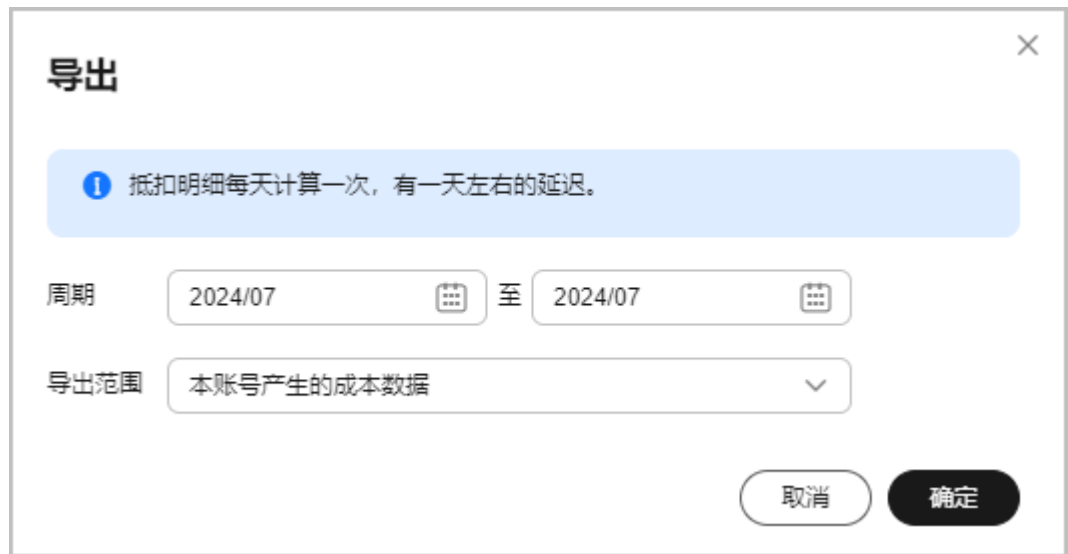 导出
抵扣明细每天计算一次，有一天左右的延迟。
周期 2024/07 至 2024/07
导出范围 本账号产生的成本数据
取消 确定